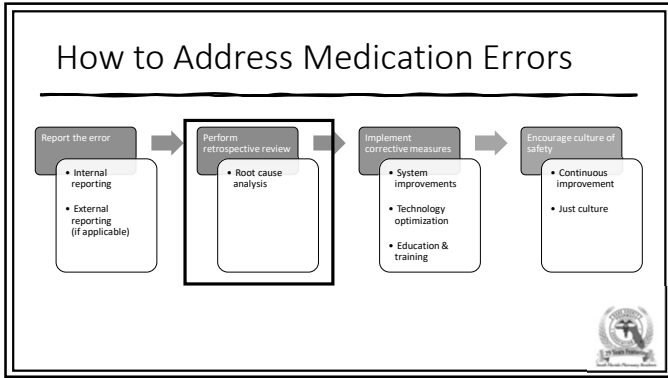 How to Address Medication Errors
Report the error
• Internal
reporting
• External
reporting
(if applicable)
Perform
retrospective review
• Root cause
analysis
Implement
corrective measures
• System
improvements
• Technology
optimization
• Education &
training
Encourage culture of
safety
• Continuous
improvement
• Just culture